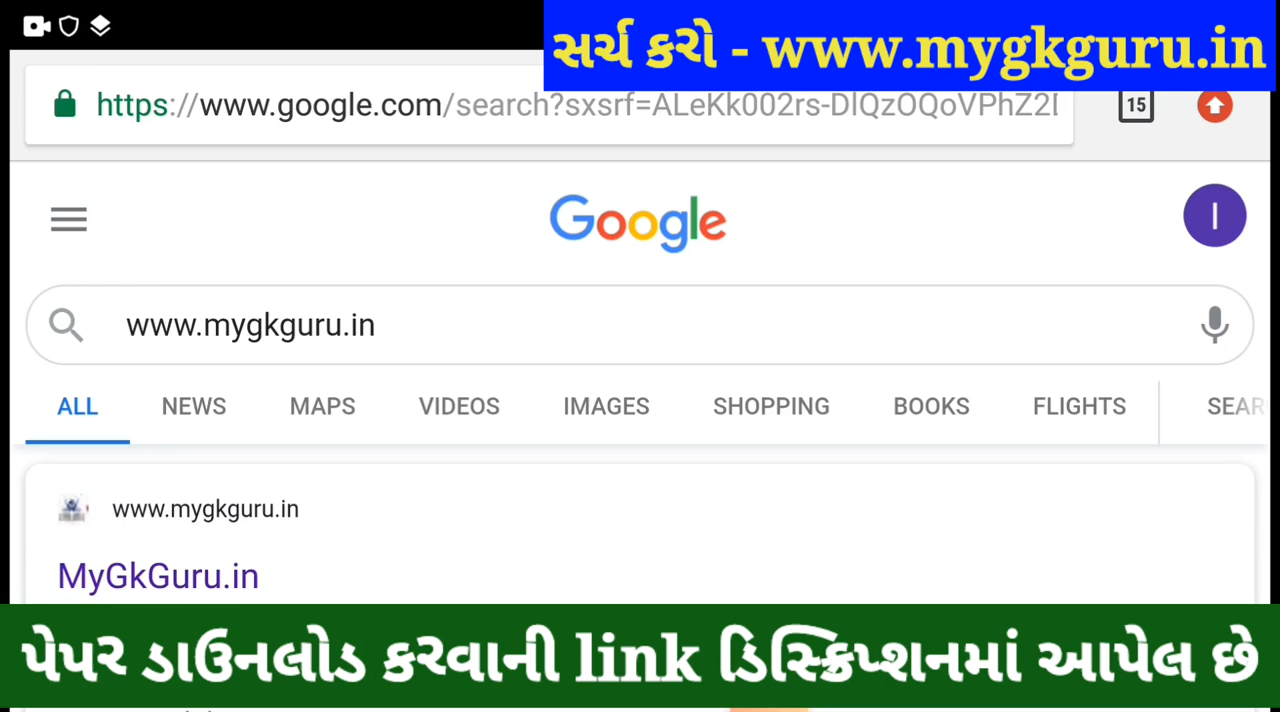 સર્ચ કરો - www.mygkguru.in
https://www.google.com/search?sxsrf=ALeKk002rs-DlQzOQoVPhZ2D
15
Google
I
www.mygkguru.in
ALL NEWS MAPS VIDEOS IMAGES SHOPPING BOOKS FLIGHTS SEAR
www.mygkguru.in
MyGkGuru.in
પેપર ડાઉનલોડ કરવાની link ડિસ્ક્રિપ્શનમાં આપેલ છે